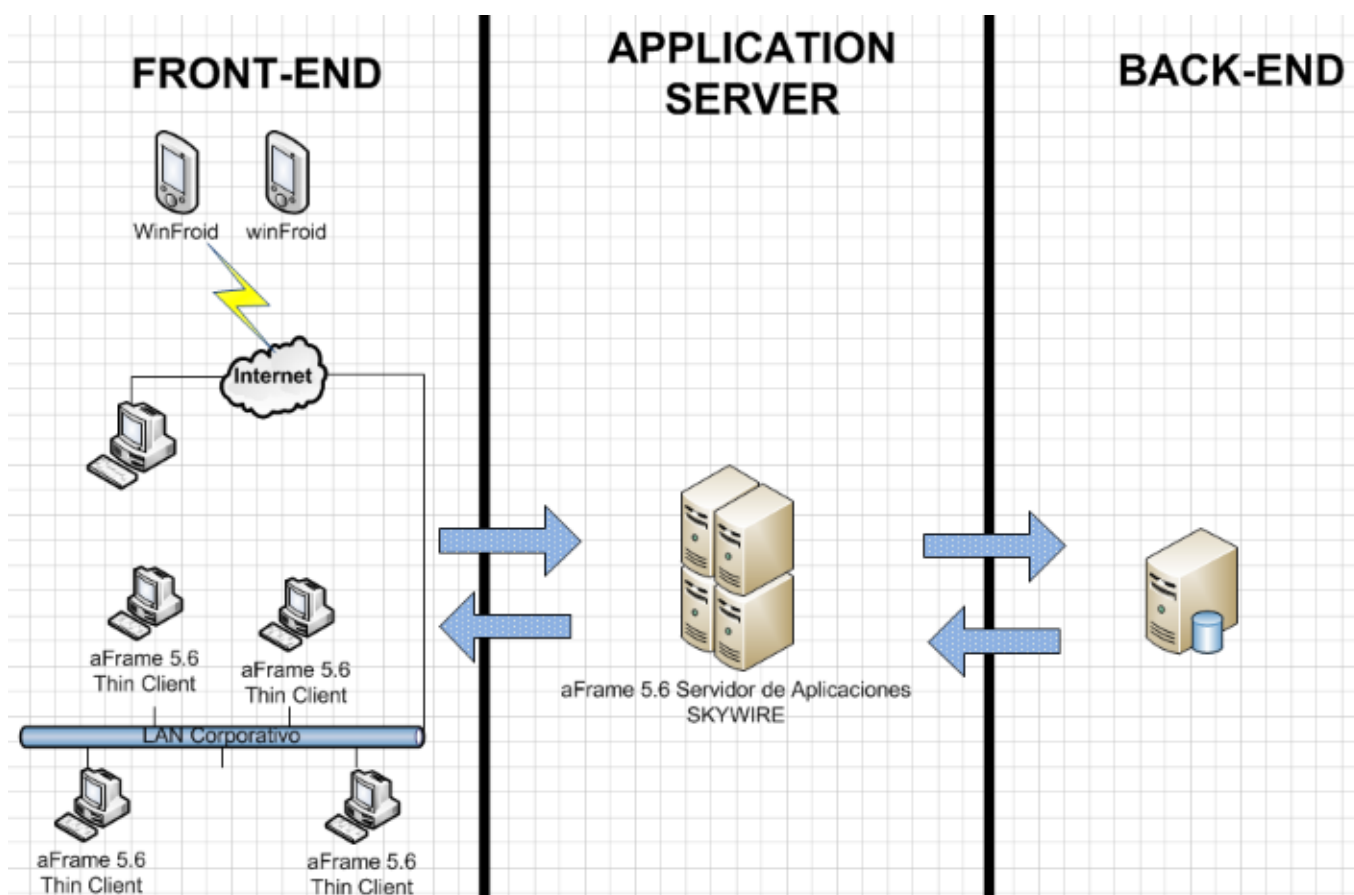 FRONT-END
APPLICATION
SERVER
BACK-END
WinFroid
winFroid
Internet
aFrame 5.6
Thin Client
aFrame 5.6
Thin Client
LAN Corporativo
aFrame 5.6
Thin Client
aFrame 5.6
Thin Client
aFrame 5.6 Servidor de Aplicaciones
SKYWIRE